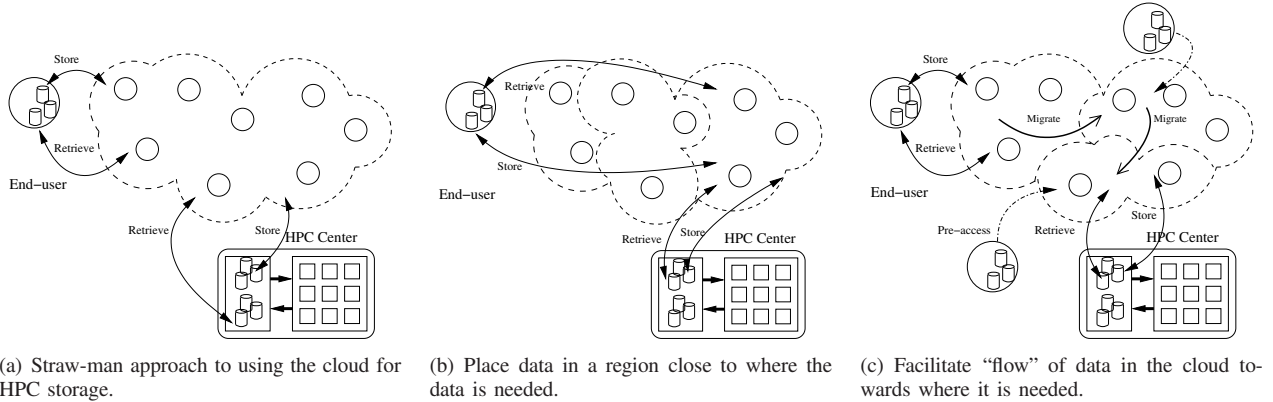 Store
Retrieve
End-user
Retrieve
Store
HPC Center
(a) Straw-man approach to using the cloud for
HPC storage.
Retrieve
Store
End-user
Retrieve
Store
HPC Center
(b) Place data in a region close to where the
data is needed.
Store
Migrate
Migrate
Retrieve
End-user
Pre-access
Retrieve
Store
HPC Center
(c) Facilitate “flow” of data in the cloud to-
wards where it is needed.